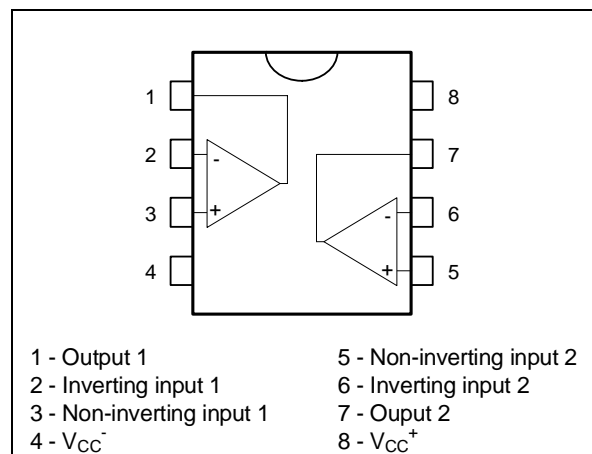 1
2
3
4
8
7
6
5
-
+
-
+
1 - Output 1
2 - Inverting input 1
3 - Non-inverting input 1
4 - VCC-
5 - Non-inverting input 2
6 - Inverting input 2
7 - Ouput 2
8 - VCC+